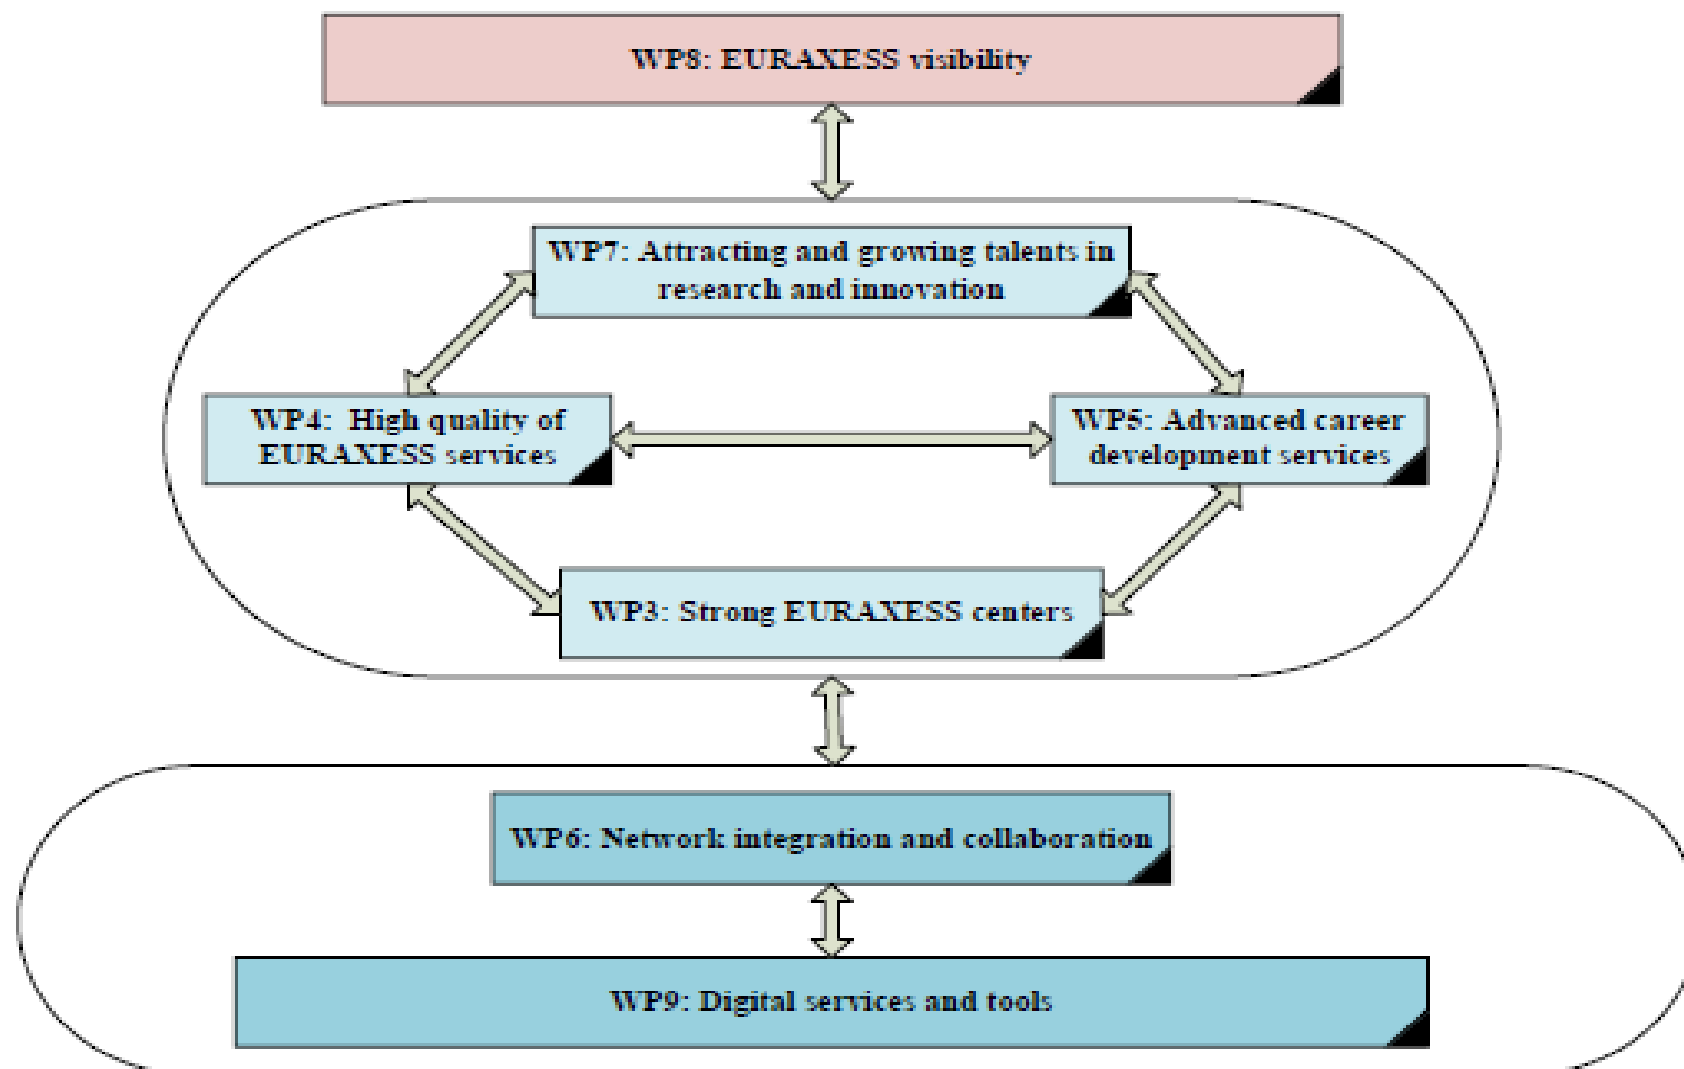 WP8: EURAXESS visibility
WP7: Attracting and growing talents in
research and innovation
WP4: High quality of
EURAXESS services
WP5: Advanced career
development services
WP3: Strong EURAXESS centers
WP6: Network integration and collaboration
WP9: Digital services and tools